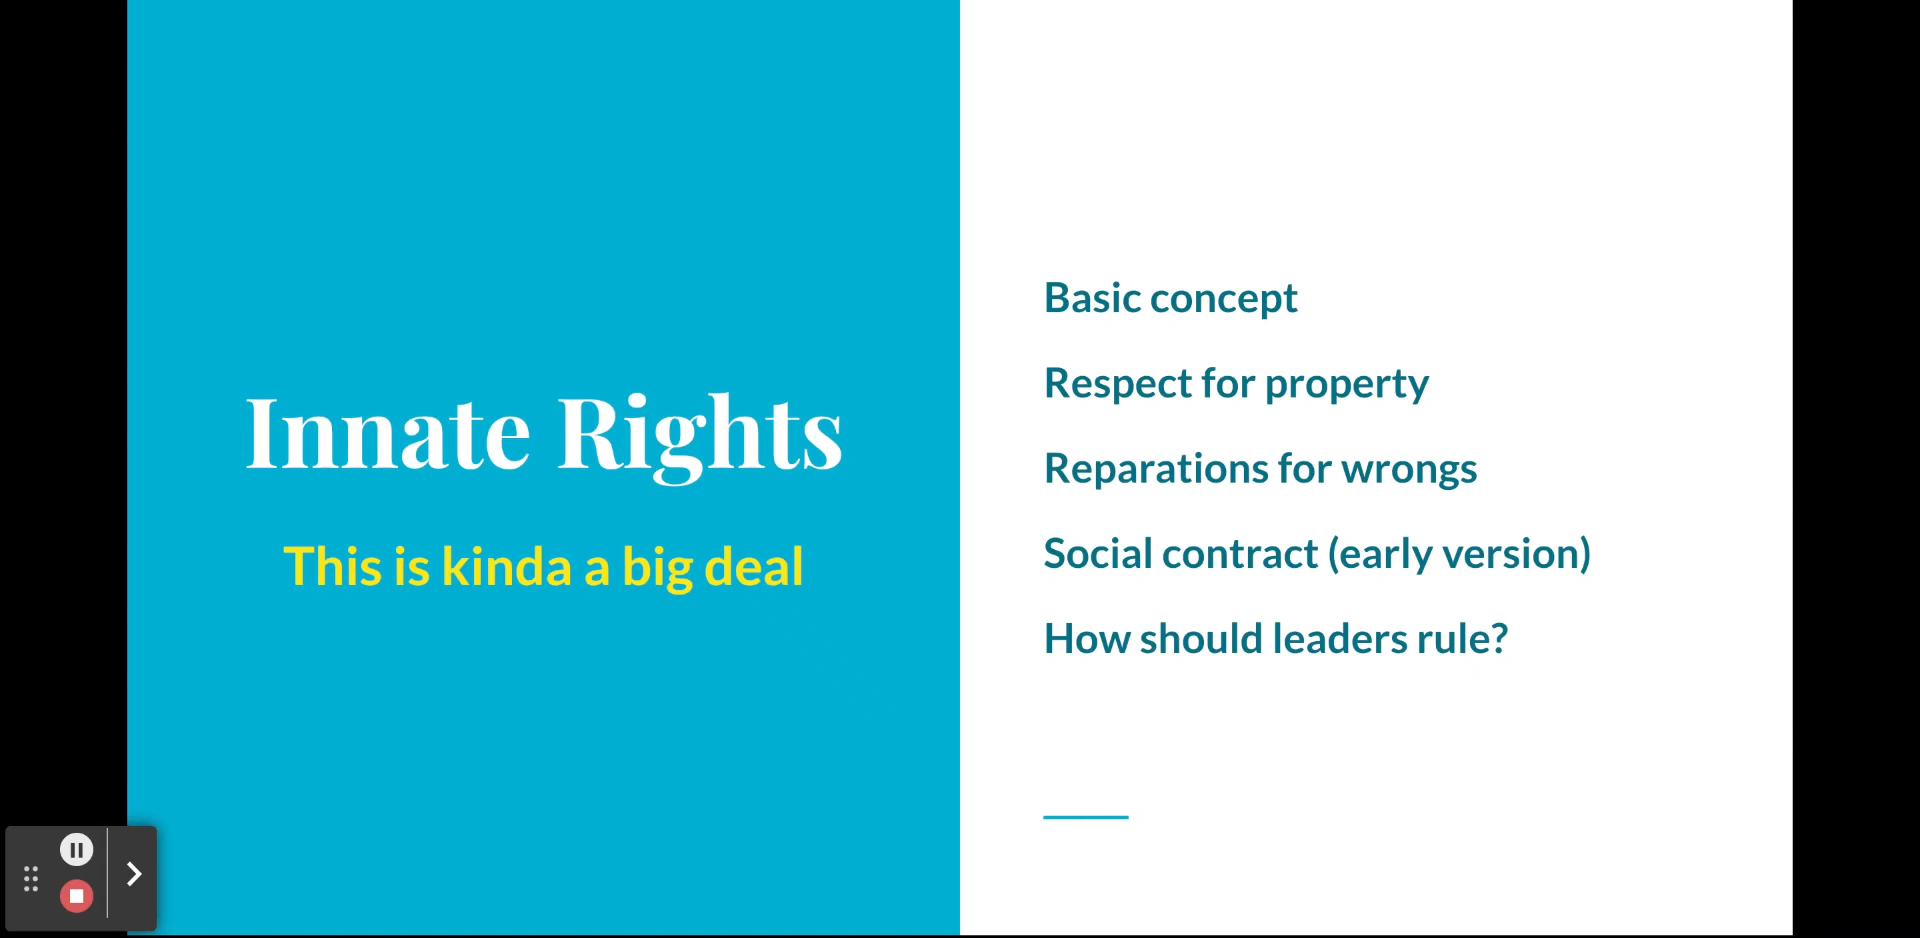 Innate Rights
This is kinda a big deal
Basic concept
Respect for property
Reparations for wrongs
Social contract (early version)
How should leaders rule?